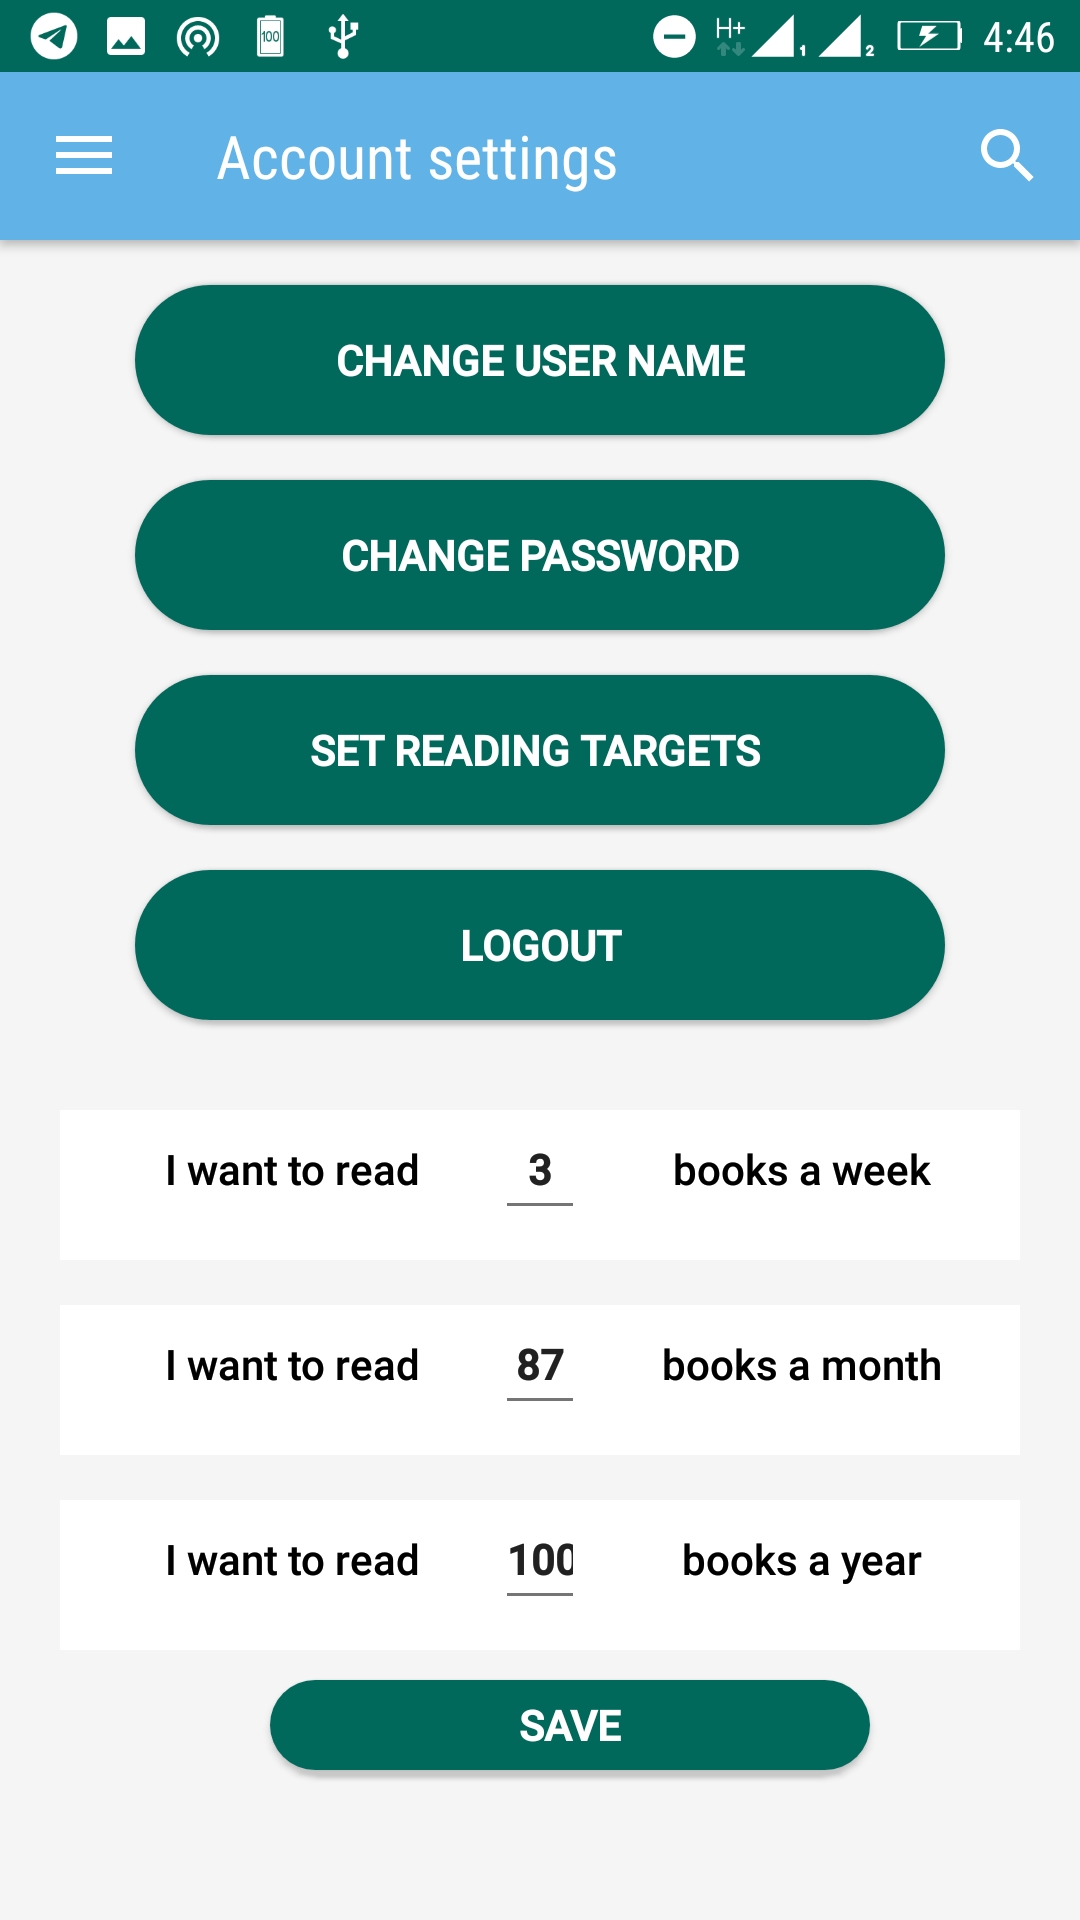 100 H+ 1 2 4:46
Account settings
CHANGE USER NAME
CHANGE PASSWORD
SET READING TARGETS
LOGOUT
I want to read 3 books a week
I want to read 87 books a month
I want to read 100 books a year
SAVE